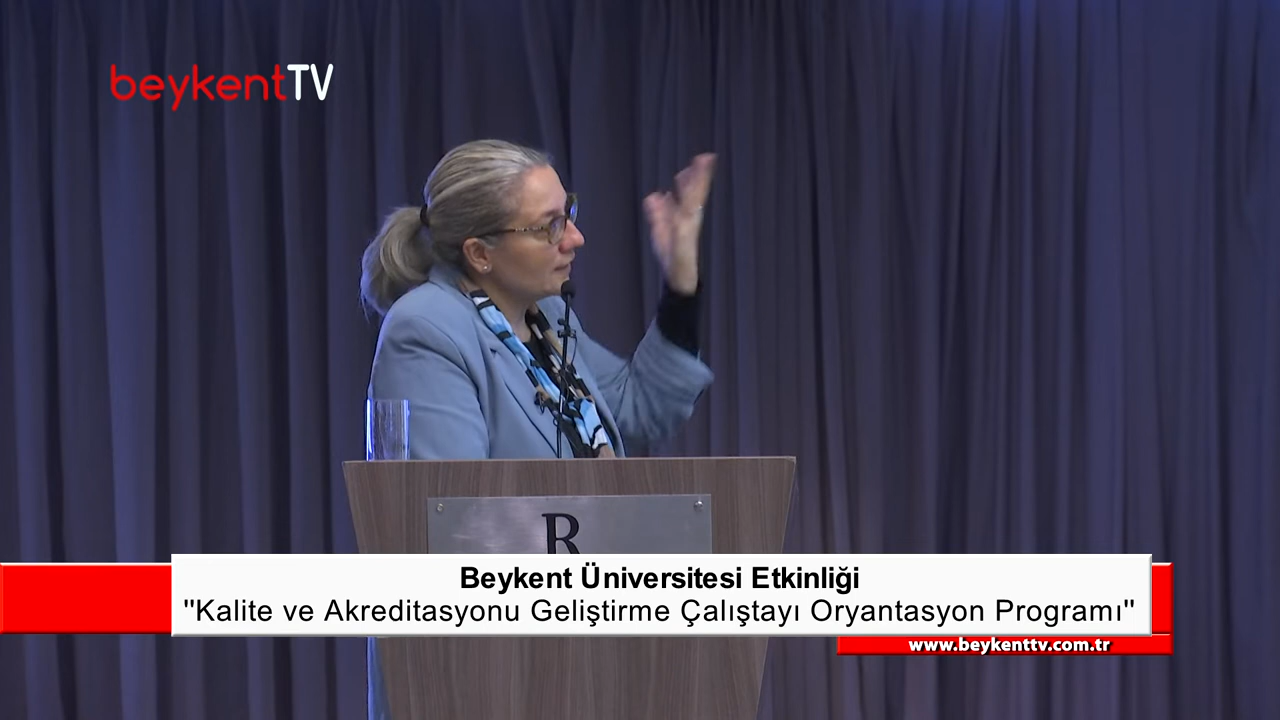 beykentTV
R
Beykent Üniversitesi Etkinliği
"Kalite ve Akreditasyonu Geliştirme Çalıştayı Oryantasyon Programı"
www.beykenttv.com.tr